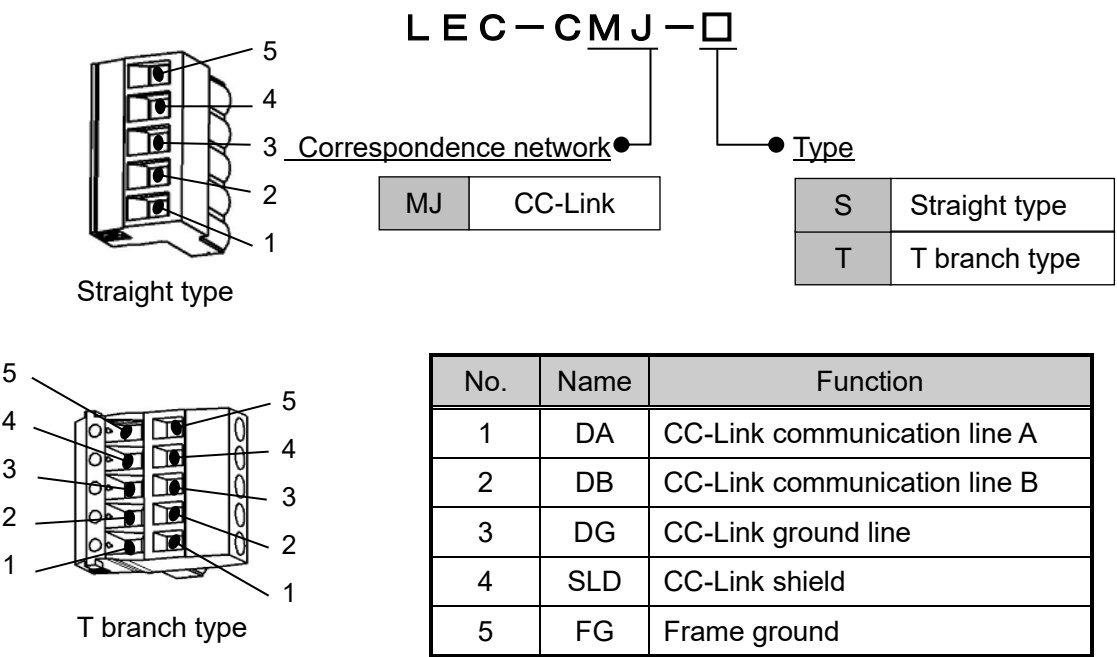 LEC-CMJ-□
5
4
3
2
1
Straight type
Correspondence network
MJ CC-Link
Type
S Straight type
T T branch type
5
4
3
2
1
5
4
3
2
1
T branch type
No. Name Function
1 DA CC-Link communication line A
2 DB CC-Link communication line B
3 DG CC-Link ground line
4 SLD CC-Link shield
5 FG Frame ground